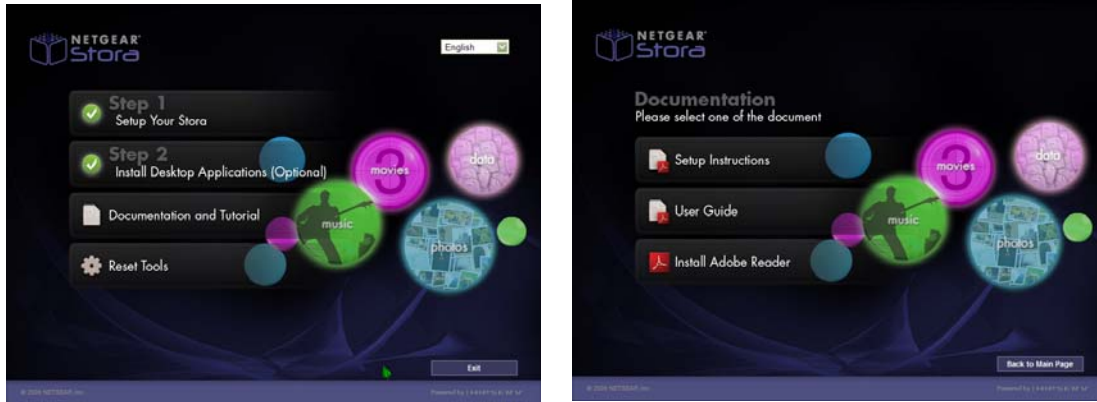 NETGEAR
Stora
English
Step 1
Setup Your Stora
Step 2
Install Desktop Applications (Optional)
Documentation and Tutorial
Reset Tools
3
movies
data
music
photos
Exit
NETGEAR
Stora
Documentation
Please select one of the document
Setup Instructions
User Guide
Install Adobe Reader
3
movies
data
music
photos
Back to Main Page